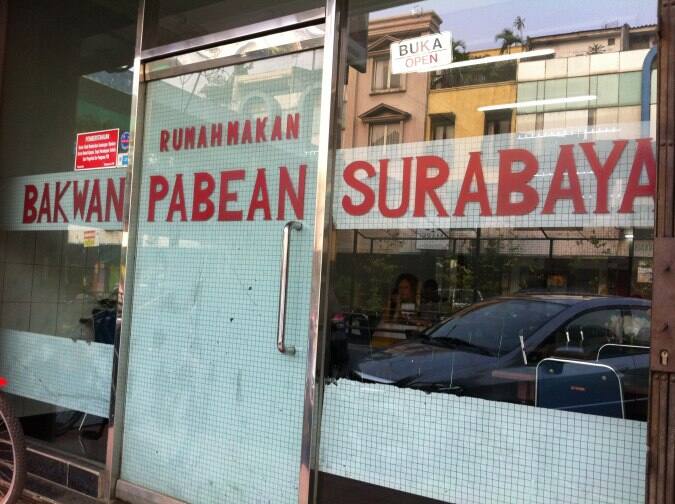 BUKA
OPEN
RUMAH MAKAN
BAKWAN PABEAN SURABAYA
PEMBERITAHUAN